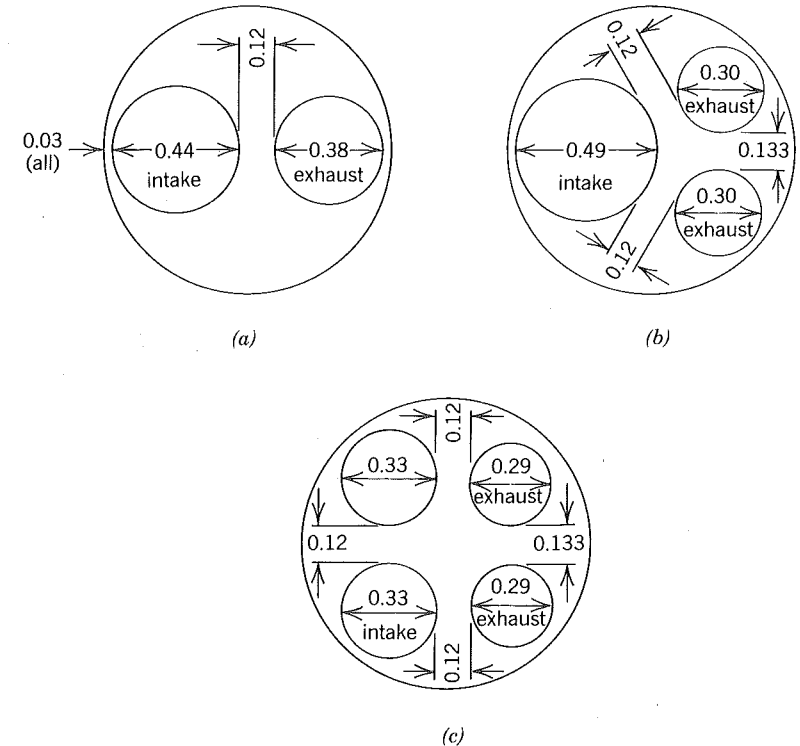 0.12
0.03
(all)
0.44
intake
0.38
exhaust
(a)
0.12
0.30
exhaust
0.49
intake
0.133
0.30
exhaust
0.12
(b)
0.12
0.33
0.29
exhaust
0.12
0.133
0.33
intake
0.29
exhaust
0.12
(c)